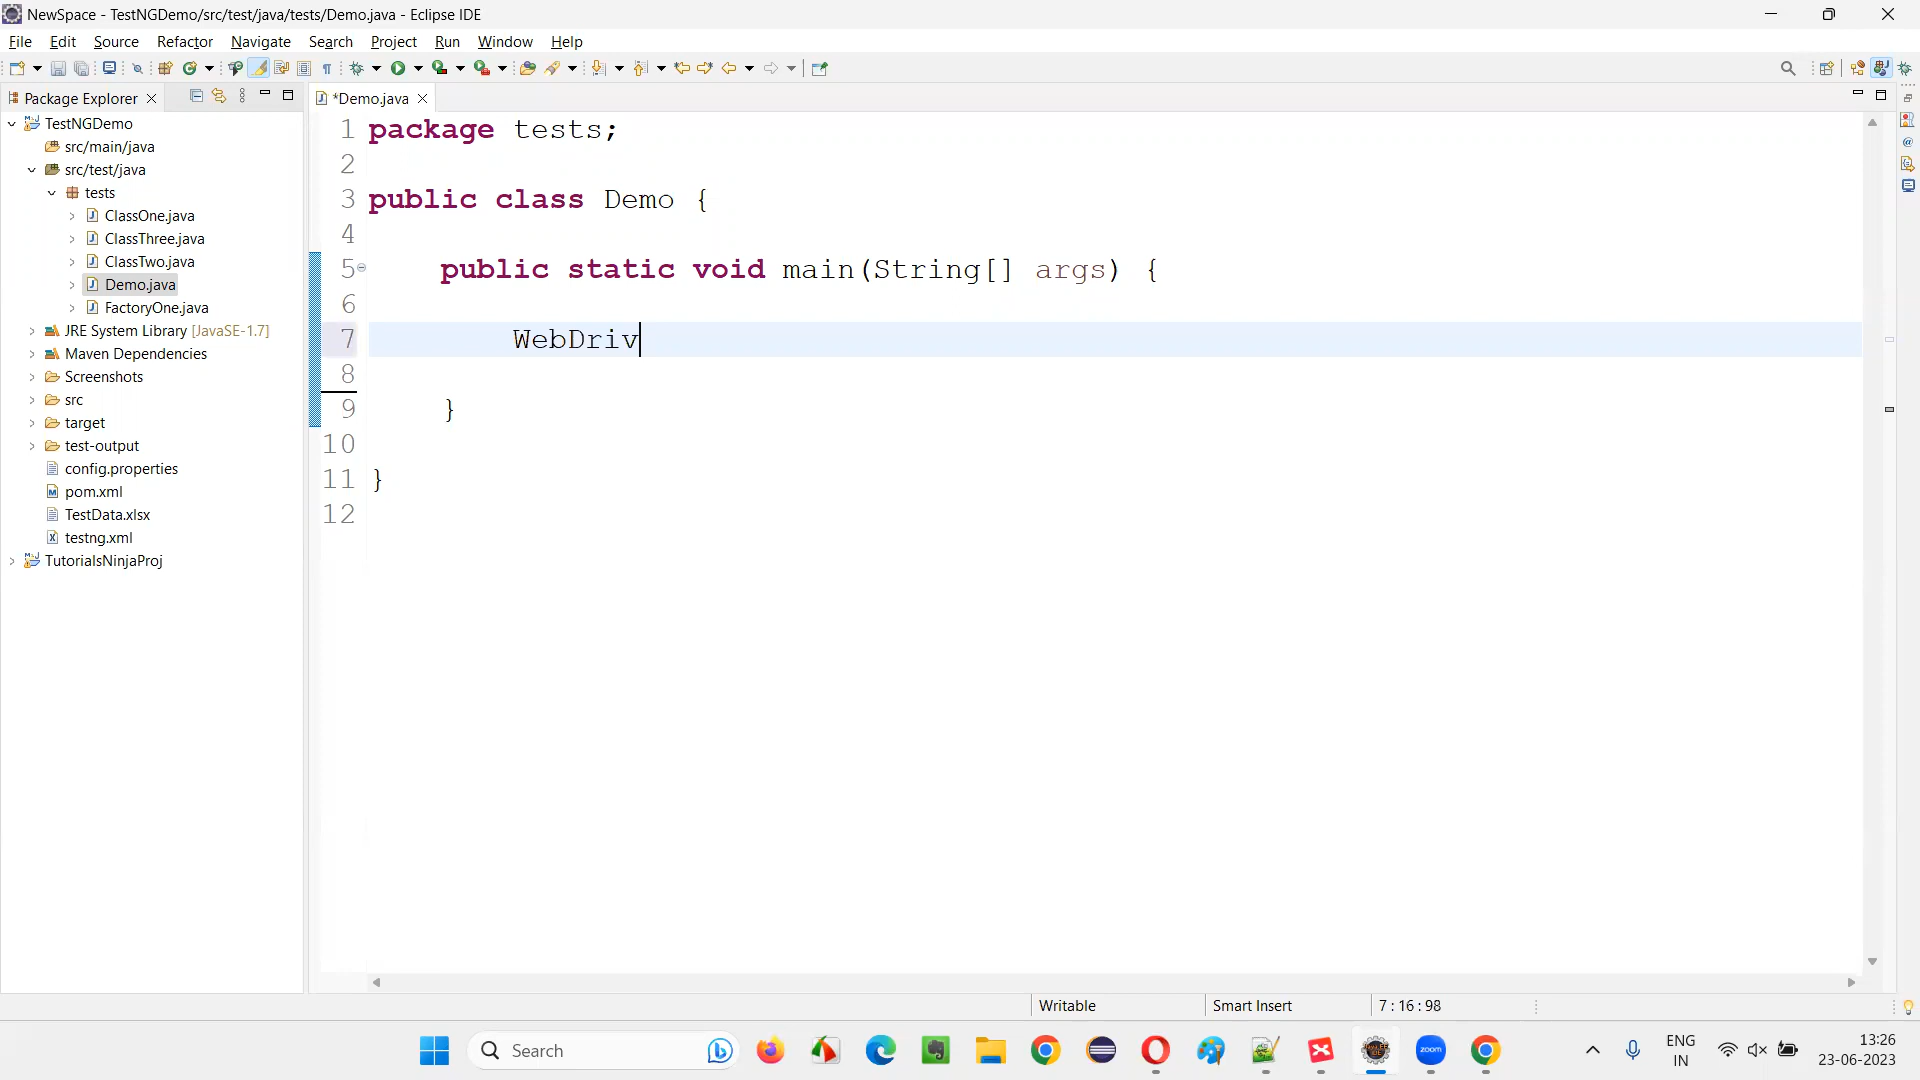 NewSpace - TestNGDemo/src/test/java/tests/Demo.java - Eclipse IDE
File Edit Source Refactor Navigate Search Project Run Window Help
Package Explorer
*Demo.java
TestNGDemo
src/main/java
src/test/java
tests
ClassOne.java
ClassThree.java
ClassTwo.java
Demo.java
FactoryOne.java
JRE System Library [JavaSE-1.7]
Maven Dependencies
Screenshots
src
target
test-output
config.properties
pom.xml
TestData.xlsx
testng.xml
TutorialsNinjaProj
1 package tests;
2
3 public class Demo {
4
5 public static void main(String[] args) {
6
7 WebDriv
8
9 }
10
11 }
12
Writable Smart Insert 7 : 16 : 98
Search
zoom
ENG
IN
13:26
23-06-2023